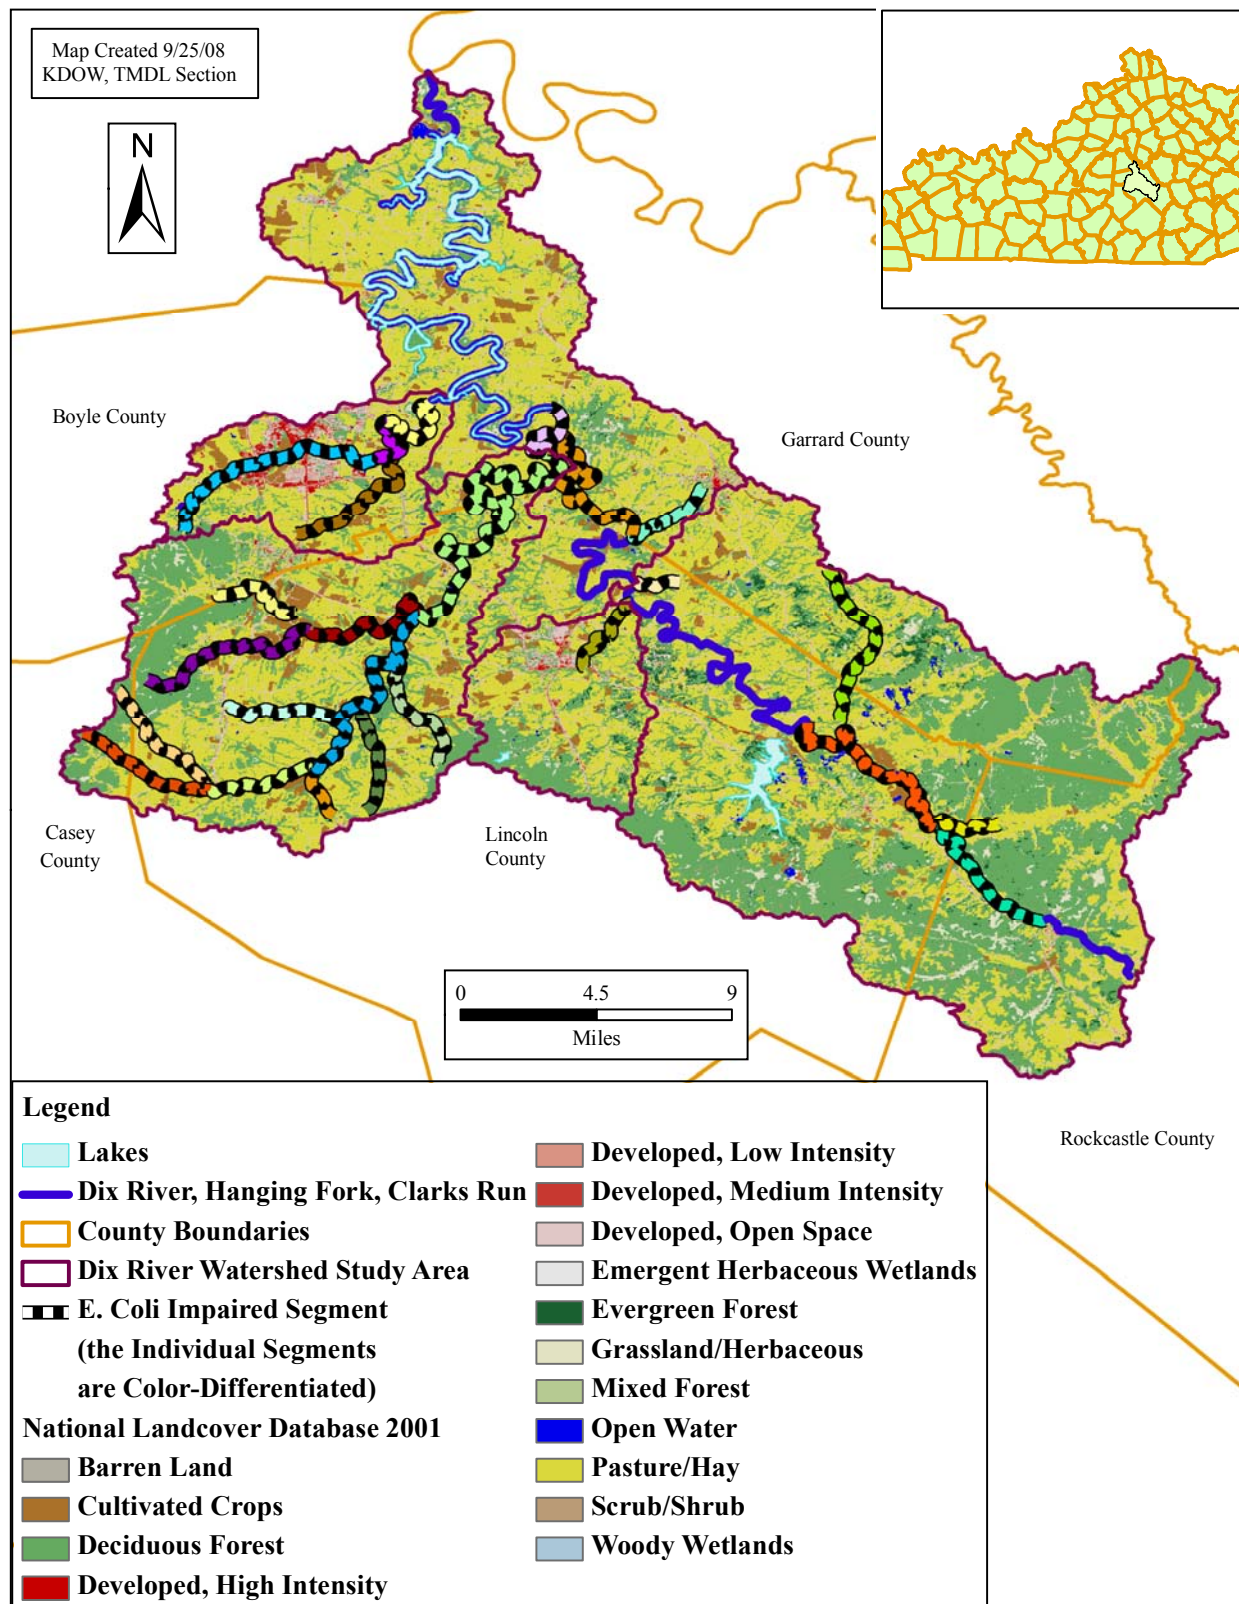 Map Created 9/25/08
KDOW, TMDL Section
N
Boyle County
Garrard County
Casey
County
Lincoln
County
0 4.5 9
Miles
Rockcastle County
Legend
Lakes
Dix River, Hanging Fork, Clarks Run
County Boundaries
Dix River Watershed Study Area
E. Coli Impaired Segment
(the Individual Segments
are Color-Differentiated)
National Landcover Database 2001
Barren Land
Cultivated Crops
Deciduous Forest
Developed, High Intensity
Developed, Low Intensity
Developed, Medium Intensity
Developed, Open Space
Emergent Herbaceous Wetlands
Evergreen Forest
Grassland/Herbaceous
Mixed Forest
Open Water
Pasture/Hay
Scrub/Shrub
Woody Wetlands